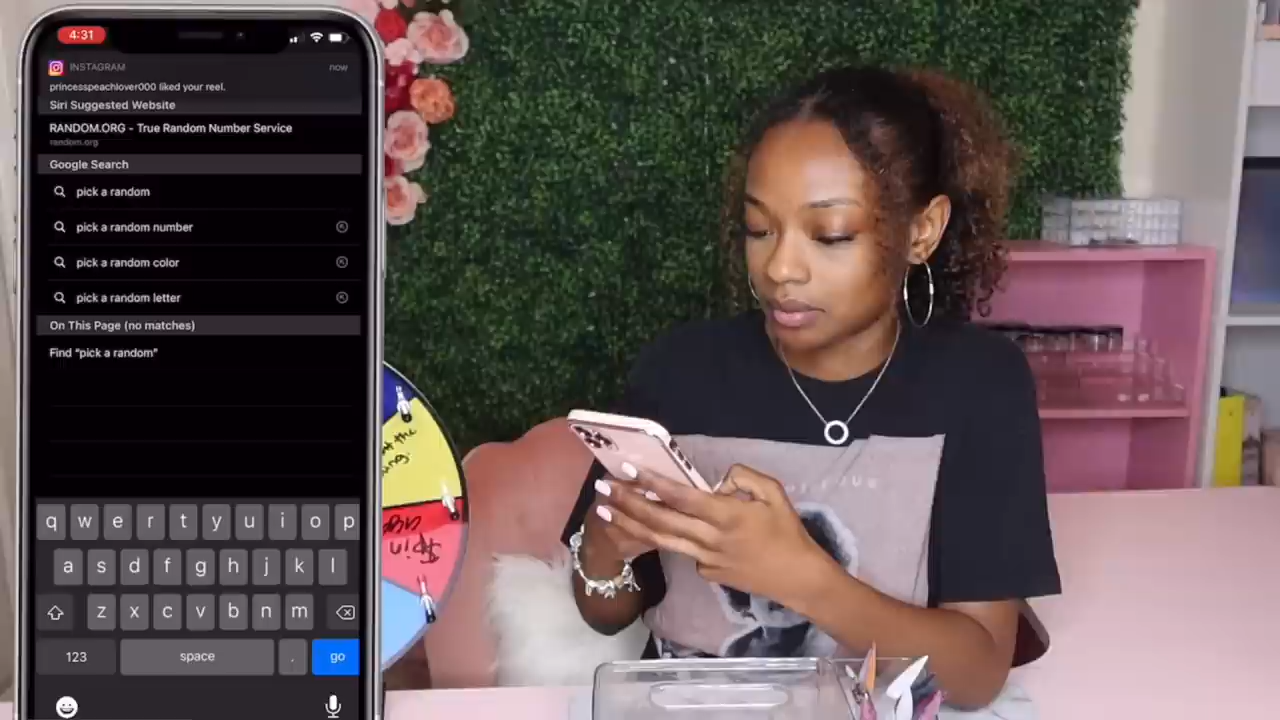 4:31
INSTAGRAM now
princesspeachlover000 liked your reel.
Siri Suggested Website
RANDOM.ORG - True Random Number Service
random.org
Google Search
pick a random
pick a random number
pick a random color
pick a random letter
On This Page (no matches)
Find "pick a random"
q w e r t y u i o p
a s d f g h j k l
z x c v b n m
123 space . go
the
Spin